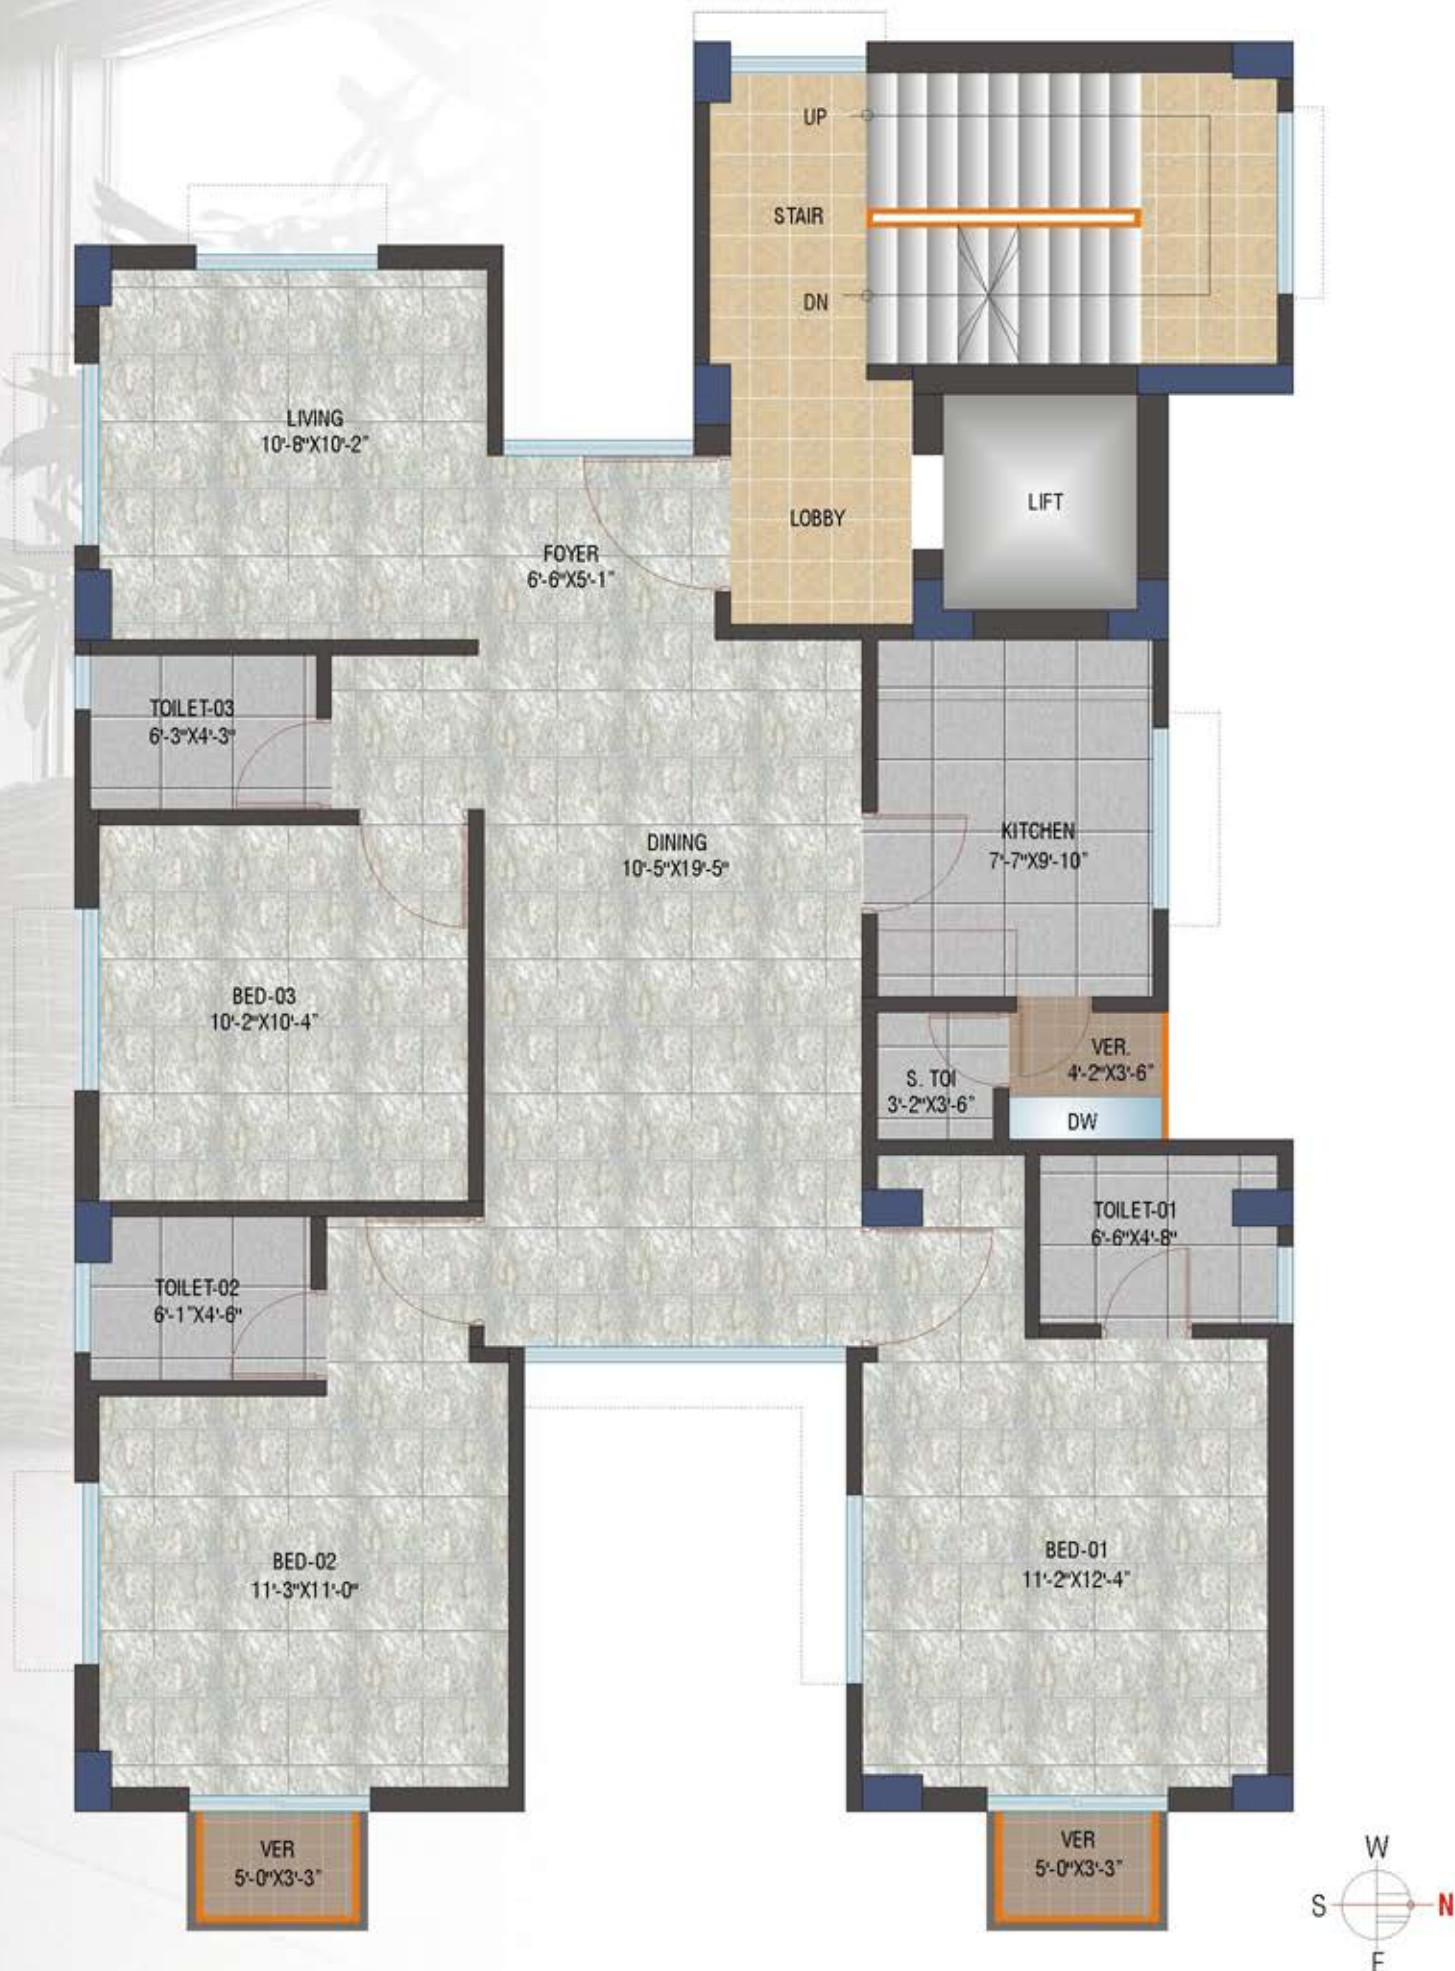 UP
STAIR
DN
LIVING
10'-8"X10'-2"
LIFT
LOBBY
FOYER
6'-6"X5'-1"
TOILET-03
6'-3"X4'-3"
DINING
10'-5"X19'-5"
KITCHEN
7'-7"X9'-10"
BED-03
10'-2"X10'-4"
VER.
4'-2"X3'-6"
S. TOI
3'-2"X3'-6"
DW
TOILET-01
6'-6"X4'-8"
TOILET-02
6'-1"X4'-6"
BED-02
11'-3"X11'-0"
BED-01
11'-2"X12'-4"
VER
5'-0"X3'-3"
VER
5'-0"X3'-3"
W
S
N
E